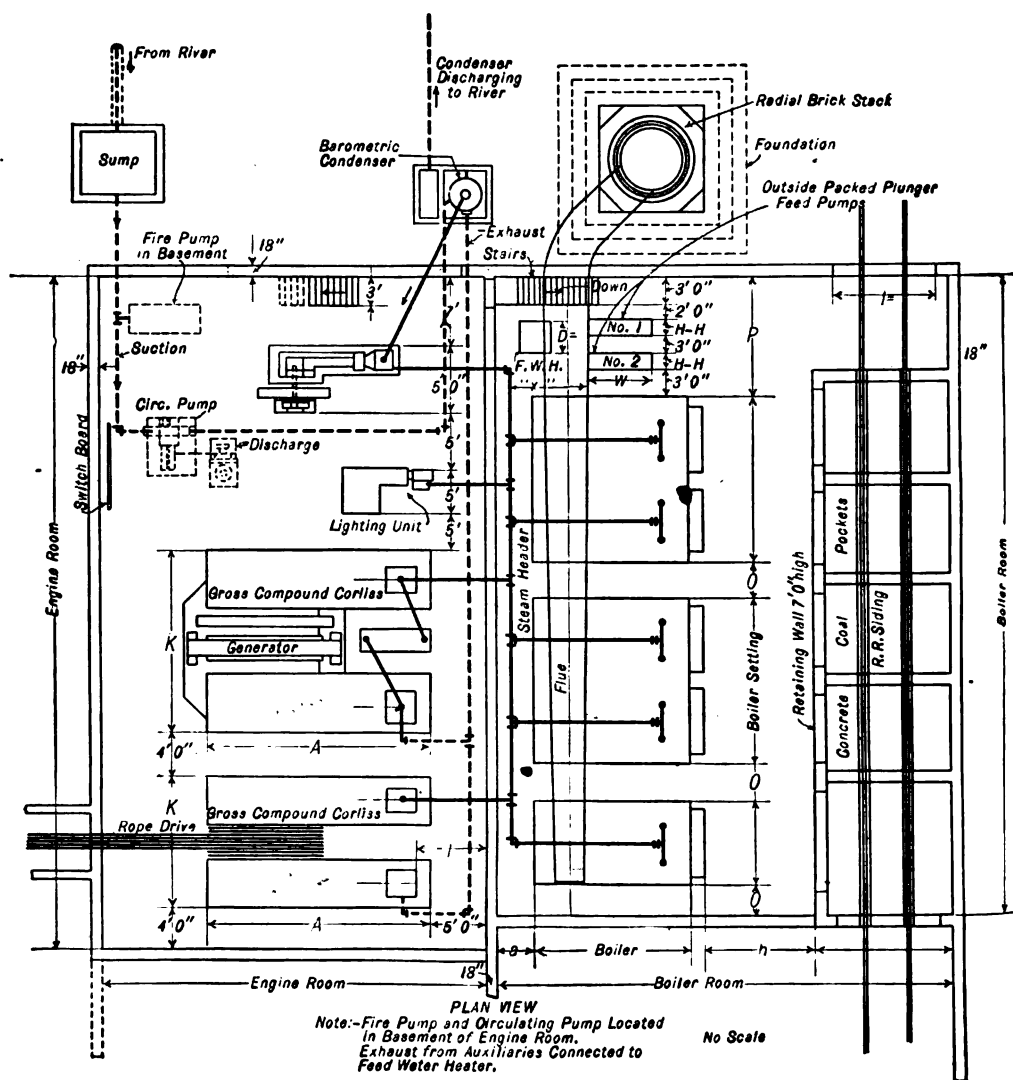 From River
Condenser
Discharging
to River
Radial Brick Stack
Sump
Barometric
Condenser
Foundation
Outside Packed Plunger
Feed Pumps
Exhaust
Stairs
Fire Pump
in Basement
18"
3'
7'
Down
3'0"
2'0"
No. 1
H-H
D=
3'0"
No. 2
H-H
F.W.H.
"x"
W
3'0"
P
l=
18"
Suction
18"
5'0"
Circ. Pump
Discharge
5'
Switch Board
5'
Lighting Unit
5'
Engine Room
Steam Header
O
Retaining Wall 7'0" high
Pockets
Coal
Concrete
R.R. Siding
Boiler Room
Cross Compound Corliss
K
Generator
Flue
Boiler Setting
A
4'0"
O
K
Cross Compound Corliss
Rope Drive
I
O
4'0"
A
5'0"
a
Boiler
h
18"
Engine Room
Boiler Room
PLAN VIEW
Note:-Fire Pump and Circulating Pump Located
in Basement of Engine Room.
Exhaust from Auxiliaries Connected to
Feed Water Heater.
No Scale